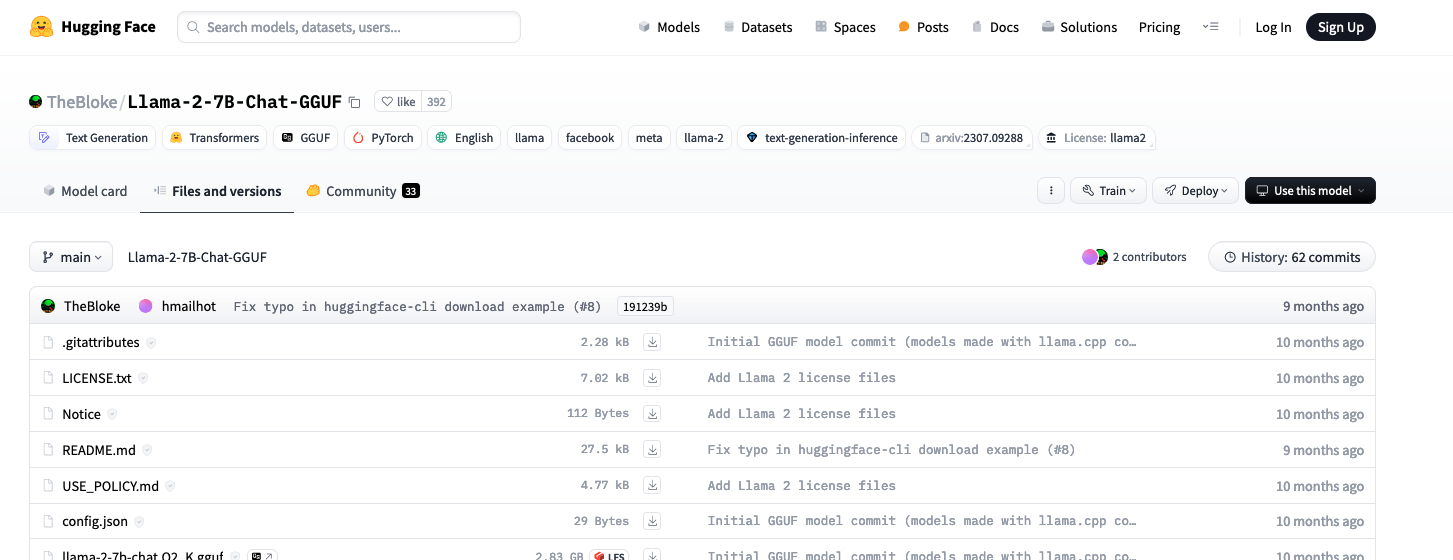 Hugging Face Search models, datasets, users... Models Datasets Spaces Posts Docs Solutions Pricing Log In Sign Up
TheBloke/Llama-2-7B-Chat-GGUF like 392
Text Generation Transformers GGUF PyTorch English llama facebook meta llama-2 text-generation-inference arxiv:2307.09288 License: llama2
Model card Files and versions Community 33 Train Deploy Use this model
main Llama-2-7B-Chat-GGUF 2 contributors History: 62 commits
TheBloke hmailhot Fix typo in huggingface-cli download example (#8) 191239b 9 months ago
.gitattributes 2.28 kB Initial GGUF model commit (models made with llama.cpp co… 10 months ago
LICENSE.txt 7.02 kB Add Llama 2 license files 10 months ago
Notice 112 Bytes Add Llama 2 license files 10 months ago
README.md 27.5 kB Fix typo in huggingface-cli download example (#8) 9 months ago
USE_POLICY.md 4.77 kB Add Llama 2 license files 10 months ago
config.json 29 Bytes Initial GGUF model commit (models made with llama.cpp co… 10 months ago
llama-2-7b-chat.Q2_K.gguf 2.83 GB LFS Initial GGUF model commit (models made with llama.cpp co… 10 months ago